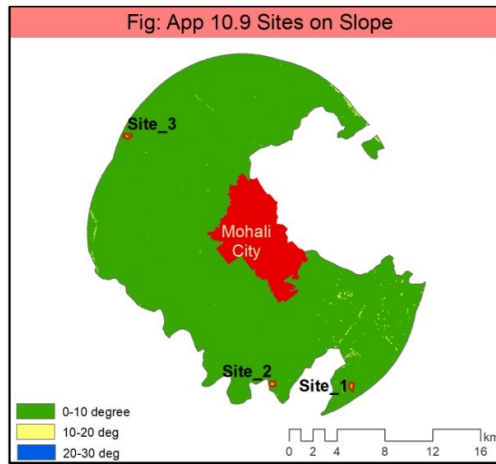 Fig: App 10.9 Sites on Slope
Site_3
Mohali
City
Site_2
Site_1
0-10 degree
10-20 deg
20-30 deg
km
0 1 2 4 8 12 16